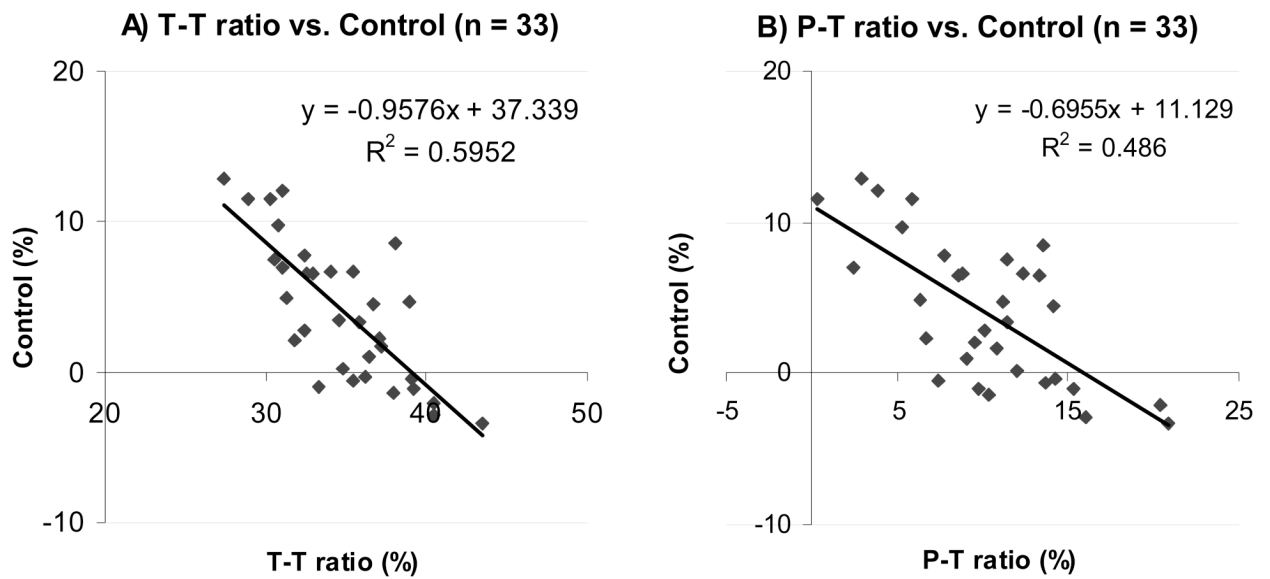 A) T-T ratio vs. Control (n = 33)
20
y = -0.9576x + 37.339
R² = 0.5952
10
Control (%)
0
20
30
40
50
-10
T-T ratio (%)
B) P-T ratio vs. Control (n = 33)
20
y = -0.6955x + 11.129
R² = 0.486
10
Control (%)
0
-5
5
15
25
-10
P-T ratio (%)